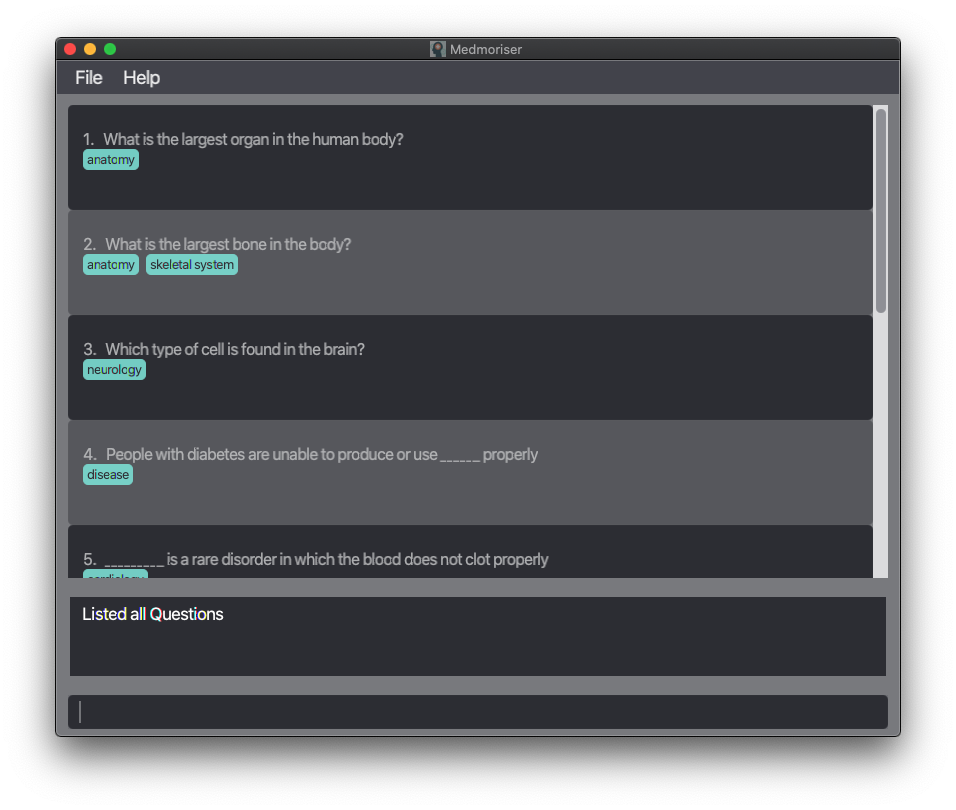 Medmoriser
File Help
1. What is the largest organ in the human body?
anatomy
2. What is the largest bone in the body?
anatomy skeletal system
3. Which type of cell is found in the brain?
neurology
4. People with diabetes are unable to produce or use ______ properly
disease
5. _________ is a rare disorder in which the blood does not clot properly
cardiology
Listed all Questions